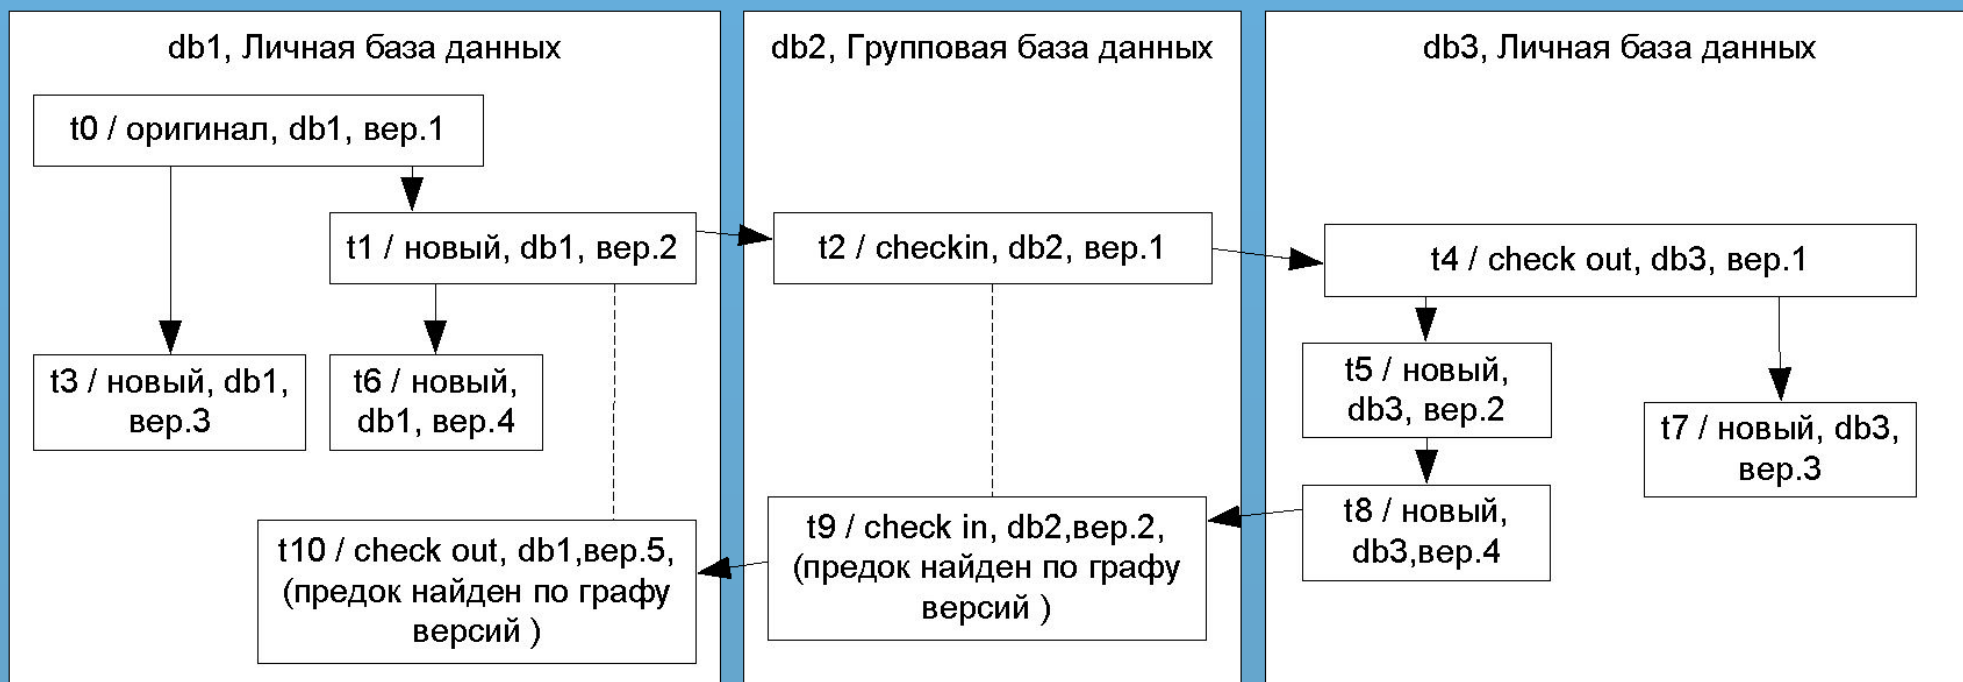 db1, Личная база данных
db2, Групповая база данных
db3, Личная база данных
t0 / оригинал, db1, вер.1
t1 / новый, db1, вер.2
t2 / checkin, db2, вер.1
t4 / check out, db3, вер.1
t3 / новый, db1,
вер.3
t6 / новый,
db1, вер.4
t5 / новый,
db3, вер.2
t7 / новый, db3,
вер.3
t10 / check out, db1,вер.5,
(предок найден по графу
версий )
t9 / check in, db2,вер.2,
(предок найден по графу
версий )
t8 / новый,
db3,вер.4